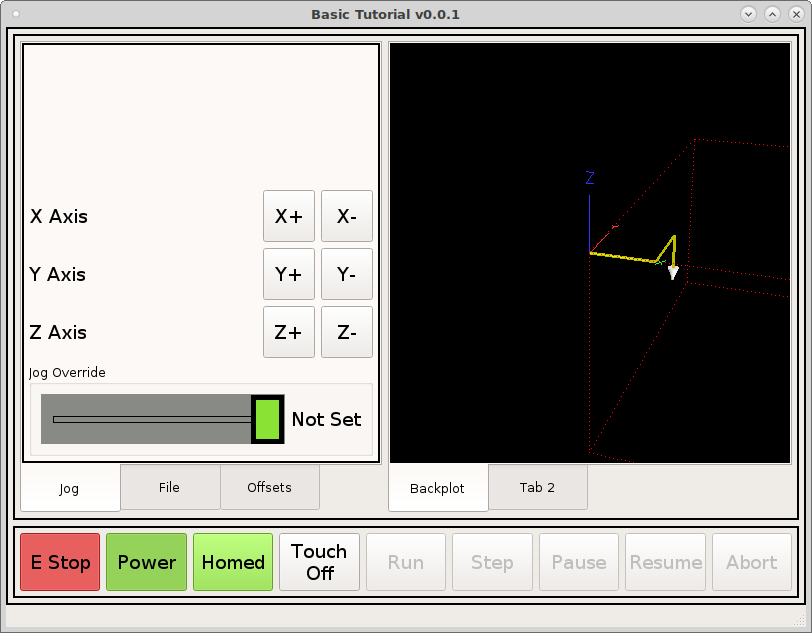 Basic Tutorial v0.0.1
X Axis X+ X-
Y Axis Y+ Y-
Z Axis Z+ Z-
Jog Override
Not Set
Jog File Offsets
Z
Backplot Tab 2
E Stop Power Homed Touch Off Run Step Pause Resume Abort